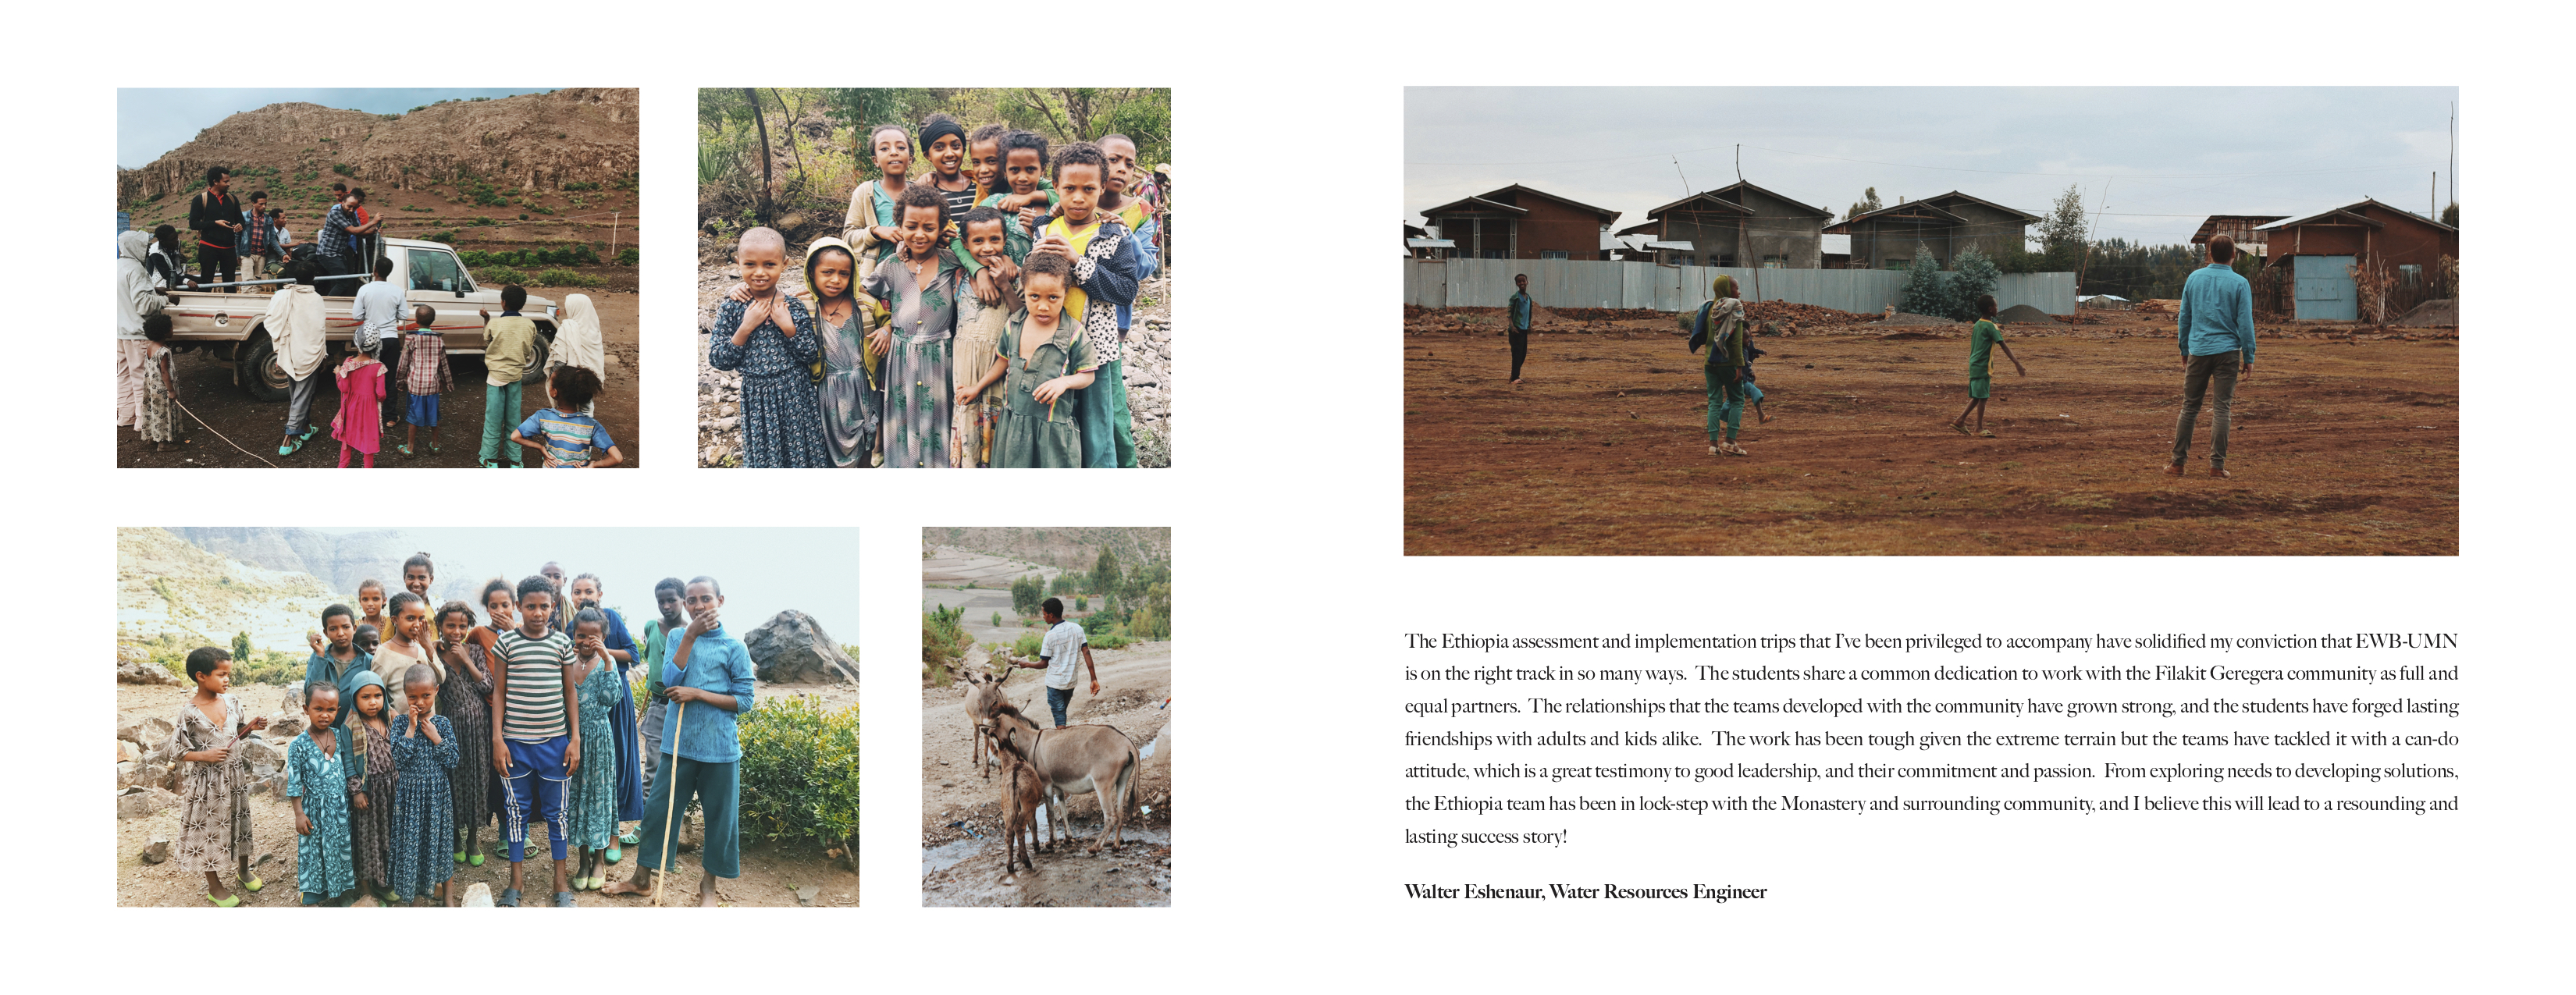 The Ethiopia assessment and implementation trips that I've been privileged to accompany have solidified my conviction that EWB-UMN
is on the right track in so many ways.  The students share a common dedication to work with the Filakit Geregera community as full and
equal partners.  The relationships that the teams developed with the community have grown strong, and the students have forged lasting
friendships with adults and kids alike.  The work has been tough given the extreme terrain but the teams have tackled it with a can-do
attitude, which is a great testimony to good leadership, and their commitment and passion.  From exploring needs to developing solutions,
the Ethiopia team has been in lock-step with the Monastery and surrounding community, and I believe this will lead to a resounding and
lasting success story!
Walter Eshenaur, Water Resources Engineer